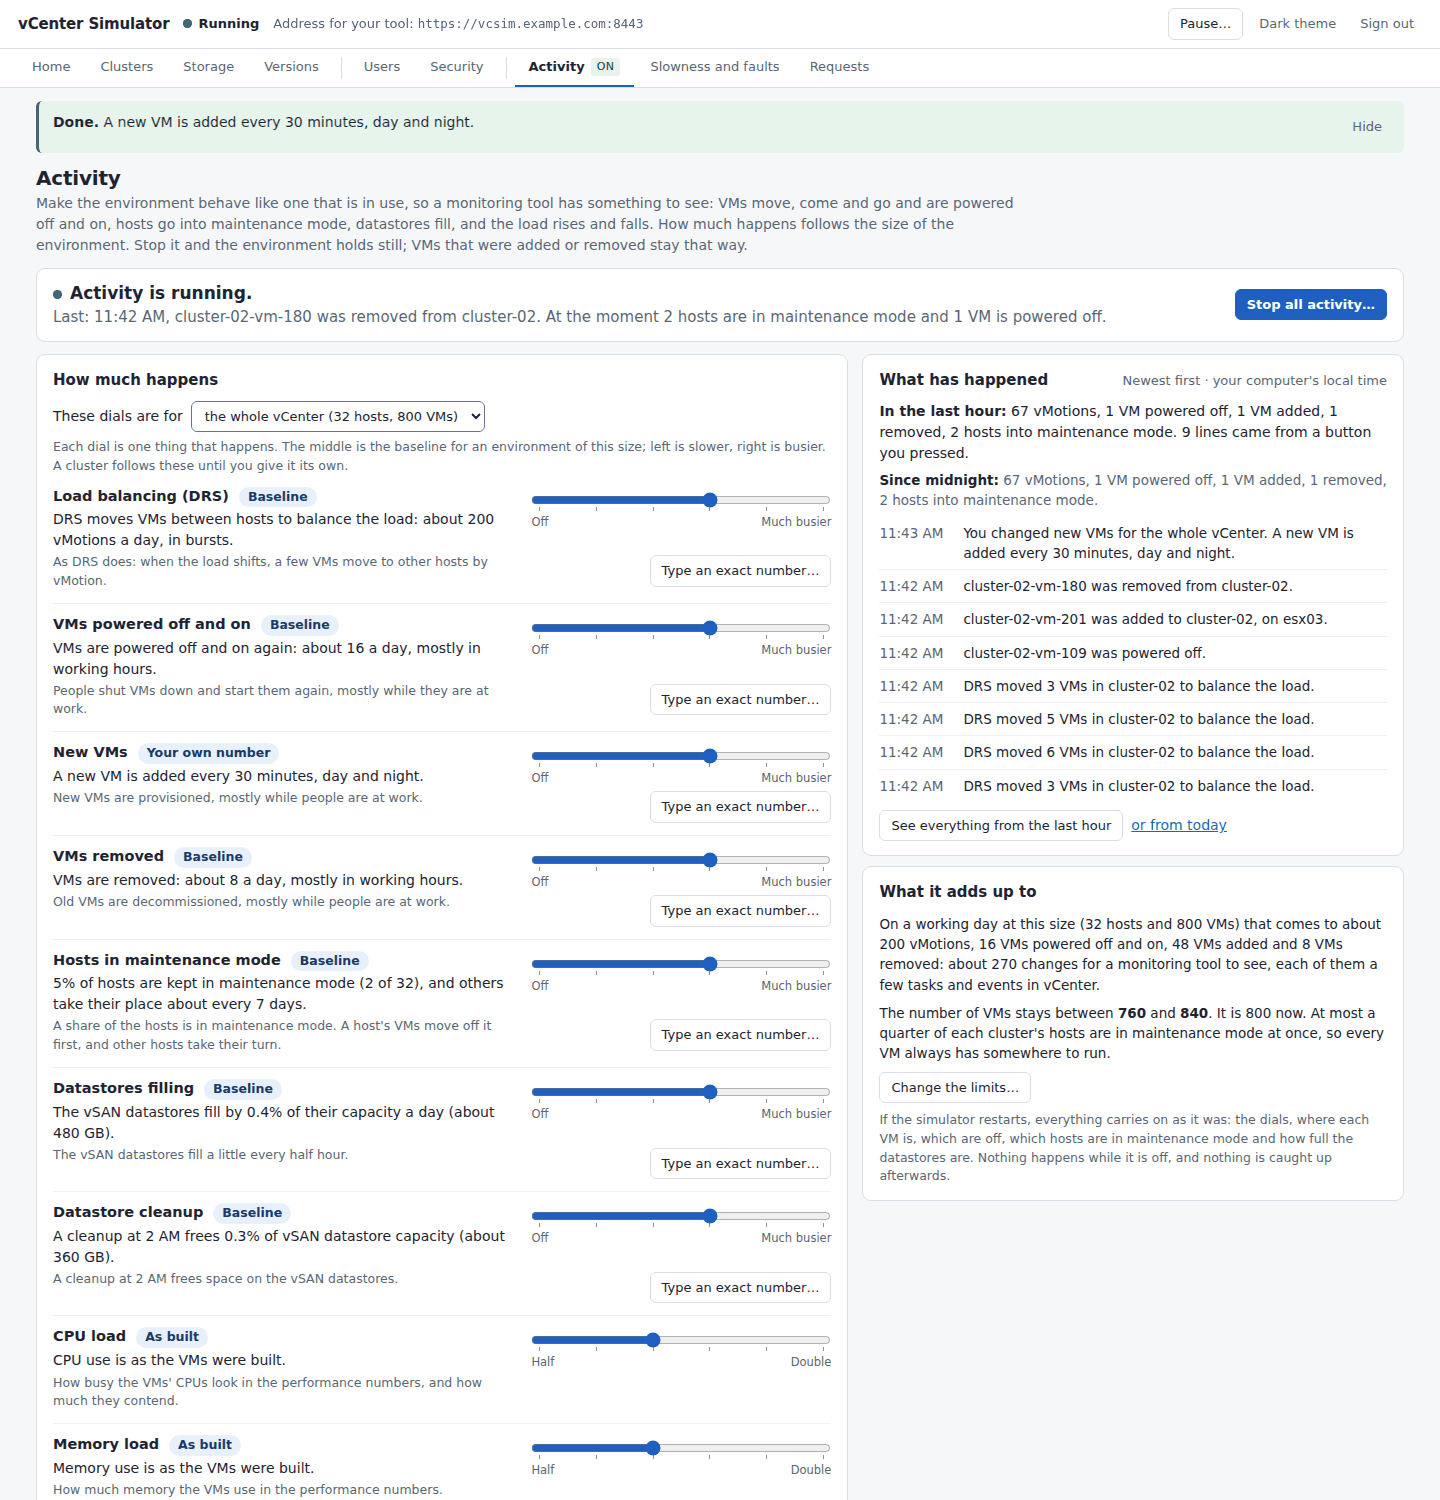 vCenter Simulator
Running
Address for your tool: https://vcsim.example.com:8443
Pause…
Dark theme
Sign out
Home
Clusters
Storage
Versions
Users
Security
Activity ON
Slowness and faults
Requests
Done. A new VM is added every 30 minutes, day and night.
Hide
Activity
Make the environment behave like one that is in use, so a monitoring tool has something to see: VMs move, come and go and are powered
off and on, hosts go into maintenance mode, datastores fill, and the load rises and falls. How much happens follows the size of the
environment. Stop it and the environment holds still; VMs that were added or removed stay that way.
Activity is running.
Last: 11:42 AM, cluster-02-vm-180 was removed from cluster-02. At the moment 2 hosts are in maintenance mode and 1 VM is powered off.
Stop all activity…
How much happens
These dials are for the whole vCenter (32 hosts, 800 VMs)
Each dial is one thing that happens. The middle is the baseline for an environment of this size; left is slower, right is busier.
A cluster follows these until you give it its own.
Load balancing (DRS) Baseline
DRS moves VMs between hosts to balance the load: about 200
vMotions a day, in bursts.
As DRS does: when the load shifts, a few VMs move to other hosts by
vMotion.
Off
Much busier
Type an exact number…
VMs powered off and on Baseline
VMs are powered off and on again: about 16 a day, mostly in
working hours.
People shut VMs down and start them again, mostly while they are at
work.
Off
Much busier
Type an exact number…
New VMs Your own number
A new VM is added every 30 minutes, day and night.
New VMs are provisioned, mostly while people are at work.
Off
Much busier
Type an exact number…
VMs removed Baseline
VMs are removed: about 8 a day, mostly in working hours.
Old VMs are decommissioned, mostly while people are at work.
Off
Much busier
Type an exact number…
Hosts in maintenance mode Baseline
5% of hosts are kept in maintenance mode (2 of 32), and others
take their place about every 7 days.
A share of the hosts is in maintenance mode. A host's VMs move off it
first, and other hosts take their turn.
Off
Much busier
Type an exact number…
Datastores filling Baseline
The vSAN datastores fill by 0.4% of their capacity a day (about
480 GB).
The vSAN datastores fill a little every half hour.
Off
Much busier
Type an exact number…
Datastore cleanup Baseline
A cleanup at 2 AM frees 0.3% of vSAN datastore capacity (about
360 GB).
A cleanup at 2 AM frees space on the vSAN datastores.
Off
Much busier
Type an exact number…
CPU load As built
CPU use is as the VMs were built.
How busy the VMs' CPUs look in the performance numbers, and how
much they contend.
Half
Double
Memory load As built
Memory use is as the VMs were built.
How much memory the VMs use in the performance numbers.
Half
Double
What has happened
Newest first · your computer's local time
In the last hour: 67 vMotions, 1 VM powered off, 1 VM added, 1
removed, 2 hosts into maintenance mode. 9 lines came from a button
you pressed.
Since midnight: 67 vMotions, 1 VM powered off, 1 VM added, 1 removed,
2 hosts into maintenance mode.
11:43 AM You changed new VMs for the whole vCenter. A new VM is
added every 30 minutes, day and night.
11:42 AM cluster-02-vm-180 was removed from cluster-02.
11:42 AM cluster-02-vm-201 was added to cluster-02, on esx03.
11:42 AM cluster-02-vm-109 was powered off.
11:42 AM DRS moved 3 VMs in cluster-02 to balance the load.
11:42 AM DRS moved 5 VMs in cluster-02 to balance the load.
11:42 AM DRS moved 6 VMs in cluster-02 to balance the load.
11:42 AM DRS moved 3 VMs in cluster-02 to balance the load.
See everything from the last hour
or from today
What it adds up to
On a working day at this size (32 hosts and 800 VMs) that comes to about
200 vMotions, 16 VMs powered off and on, 48 VMs added and 8 VMs
removed: about 270 changes for a monitoring tool to see, each of them a
few tasks and events in vCenter.
The number of VMs stays between 760 and 840. It is 800 now. At most a
quarter of each cluster's hosts are in maintenance mode at once, so every
VM always has somewhere to run.
Change the limits…
If the simulator restarts, everything carries on as it was: the dials, where each
VM is, which are off, which hosts are in maintenance mode and how full the
datastores are. Nothing happens while it is off, and nothing is caught up
afterwards.